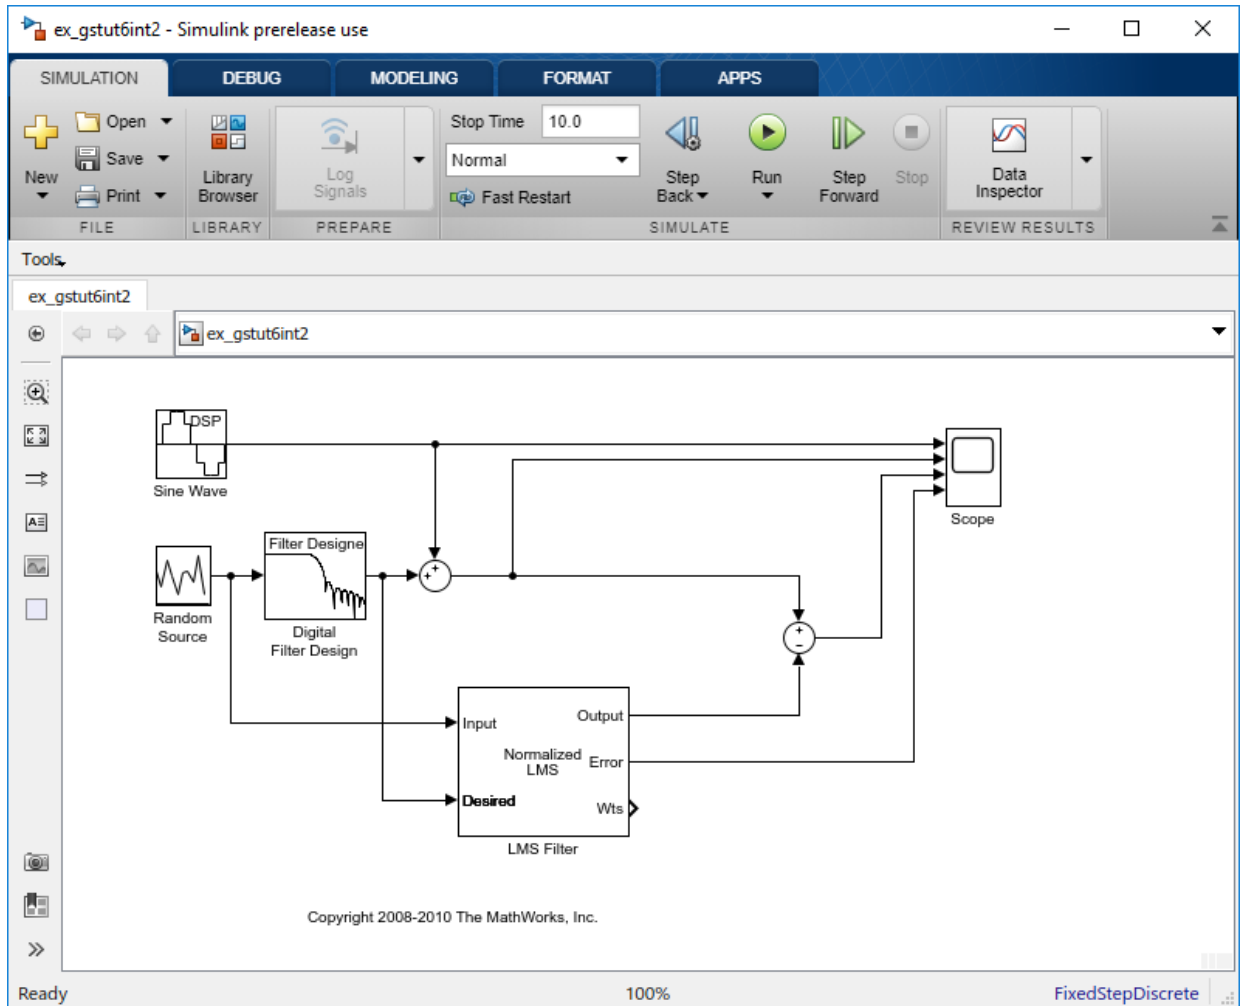 ex_gstut6int2 - Simulink prerelease use
SIMULATION DEBUG MODELING FORMAT APPS
New
Open
Save
Print
FILE
Library
Browser
LIBRARY
Log
Signals
PREPARE
Stop Time 10.0
Normal
Fast Restart
Step
Back
Run
Step
Forward
Stop
SIMULATE
Data
Inspector
REVIEW RESULTS
Tools
ex_gstut6int2
ex_gstut6int2
DSP
Sine Wave
Scope
Random
Source
Filter Designe
Digital
Filter Design
+ +
+
-
Input
Desired
Normalized
LMS
Output
Error
Wts
LMS Filter
Copyright 2008-2010 The MathWorks, Inc.
Ready 100% FixedStepDiscrete